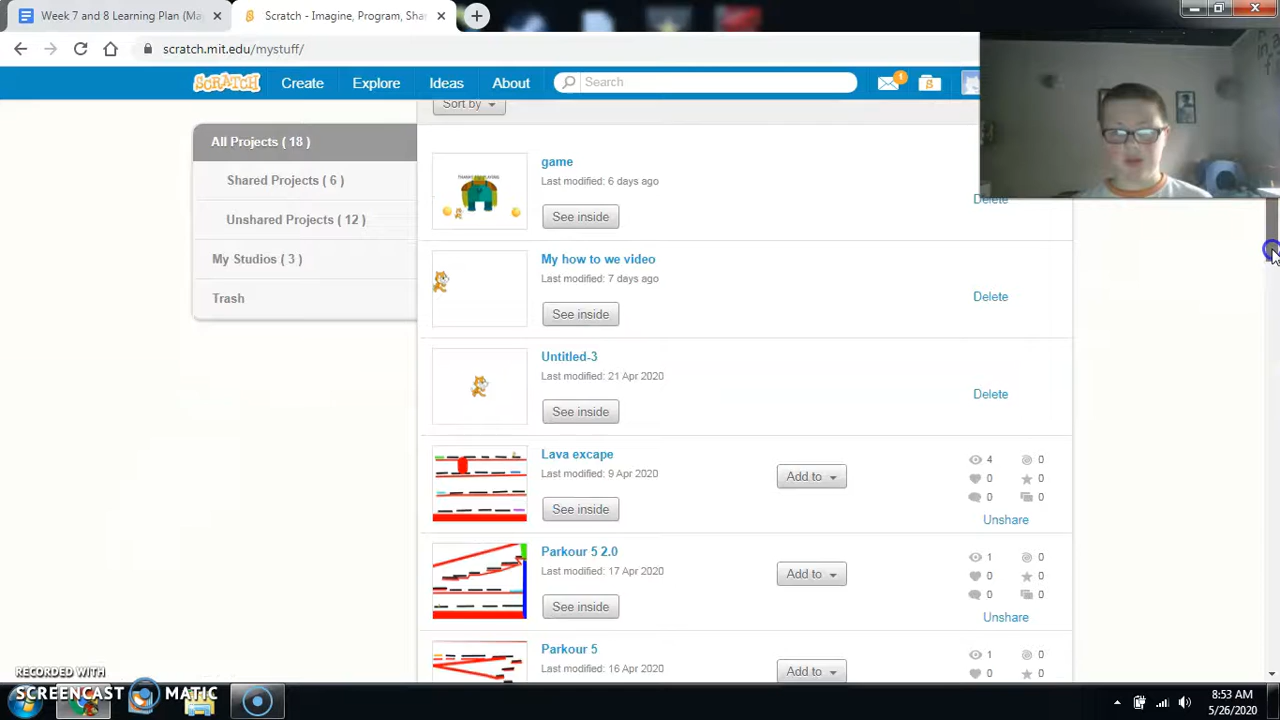 Week 7 and 8 Learning Plan (Ma
Scratch - Imagine, Program, Shar
scratch.mit.edu/mystuff/
SCRATCH
Create
Explore
Ideas
About
Search
1
Sort by
All Projects ( 18 )
Shared Projects ( 6 )
Unshared Projects ( 12 )
My Studios ( 3 )
Trash
game
Last modified: 6 days ago
See inside
Delete
My how to we video
Last modified: 7 days ago
See inside
Delete
Untitled-3
Last modified: 21 Apr 2020
See inside
Delete
Lava excape
Last modified: 9 Apr 2020
See inside
Add to
4 0
0 0
0 0
Unshare
Parkour 5 2.0
Last modified: 17 Apr 2020
See inside
Add to
1 0
0 0
0 0
Unshare
Parkour 5
Last modified: 16 Apr 2020
Add to
1 0
0 0
RECORDED WITH
SCREENCAST MATIC
8:53 AM
5/26/2020